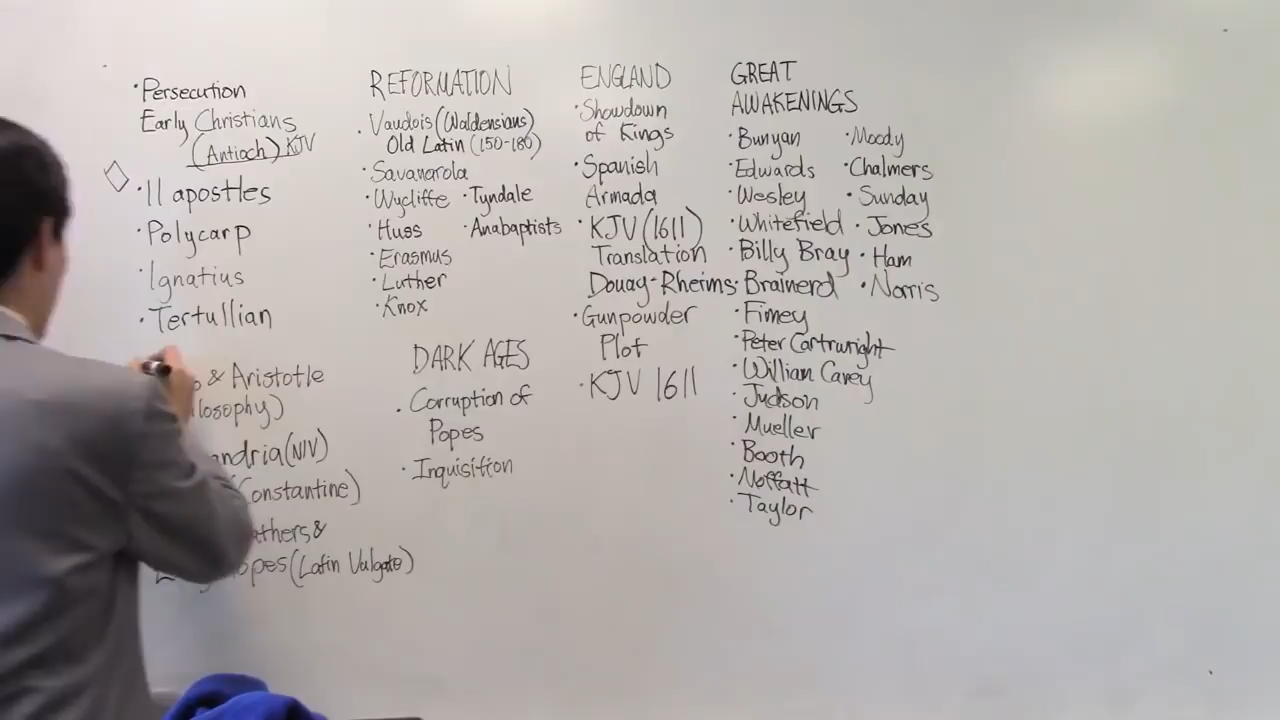 ·Persecution
Early Christians
(Antioch) KJV
·11 apostles
·Polycarp
·Ignatius
·Tertullian
& Aristotle
losophy)
andria (NIV)
Constantine)
athers &
opes (Latin Vulgate)
REFORMATION
·Vaudois (Waldensians)
Old Latin (150-180)
·Savanarola
·Wycliffe ·Tyndale
·Huss ·Anabaptists
·Erasmus
·Luther
·Knox
DARK AGES
·Corruption of
Popes
·Inquisition
ENGLAND
·Showdown
of Kings
·Spanish
Armada
·KJV (1611)
Translation
Douay-Rheims
·Gunpowder
Plot
·KJV 1611
GREAT
AWAKENINGS
·Bunyan ·Moody
·Edwards ·Chalmers
·Wesley ·Sunday
·Whitefield ·Jones
·Billy Bray ·Ham
·Brainerd ·Norris
·Finney
·Peter Cartwright
·William Carey
·Judson
·Mueller
·Booth
·Moffatt
·Taylor